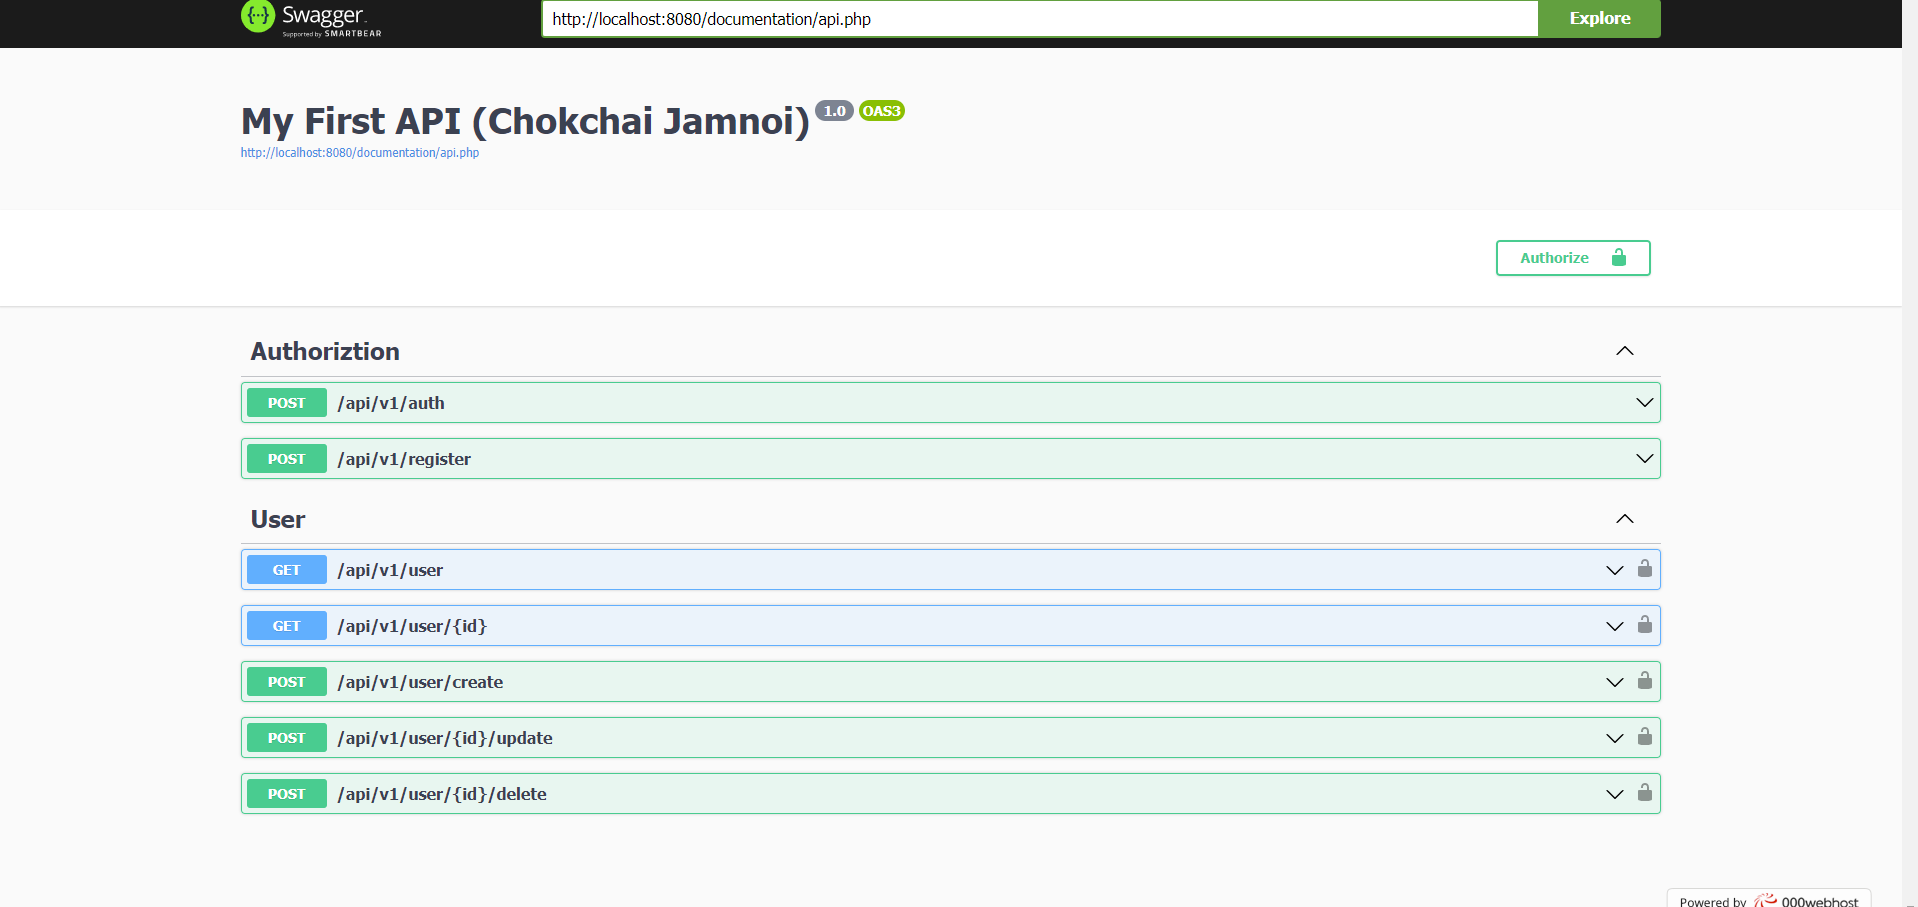 Swagger
Supported by SMARTBEAR
http://localhost:8080/documentation/api.php
Explore
My First API (Chokchai Jamnoi) 1.0 OAS3
http://localhost:8080/documentation/api.php
Authorize
Authoriztion
POST /api/v1/auth
POST /api/v1/register
User
GET /api/v1/user
GET /api/v1/user/{id}
POST /api/v1/user/create
POST /api/v1/user/{id}/update
POST /api/v1/user/{id}/delete
Powered by 000webhost